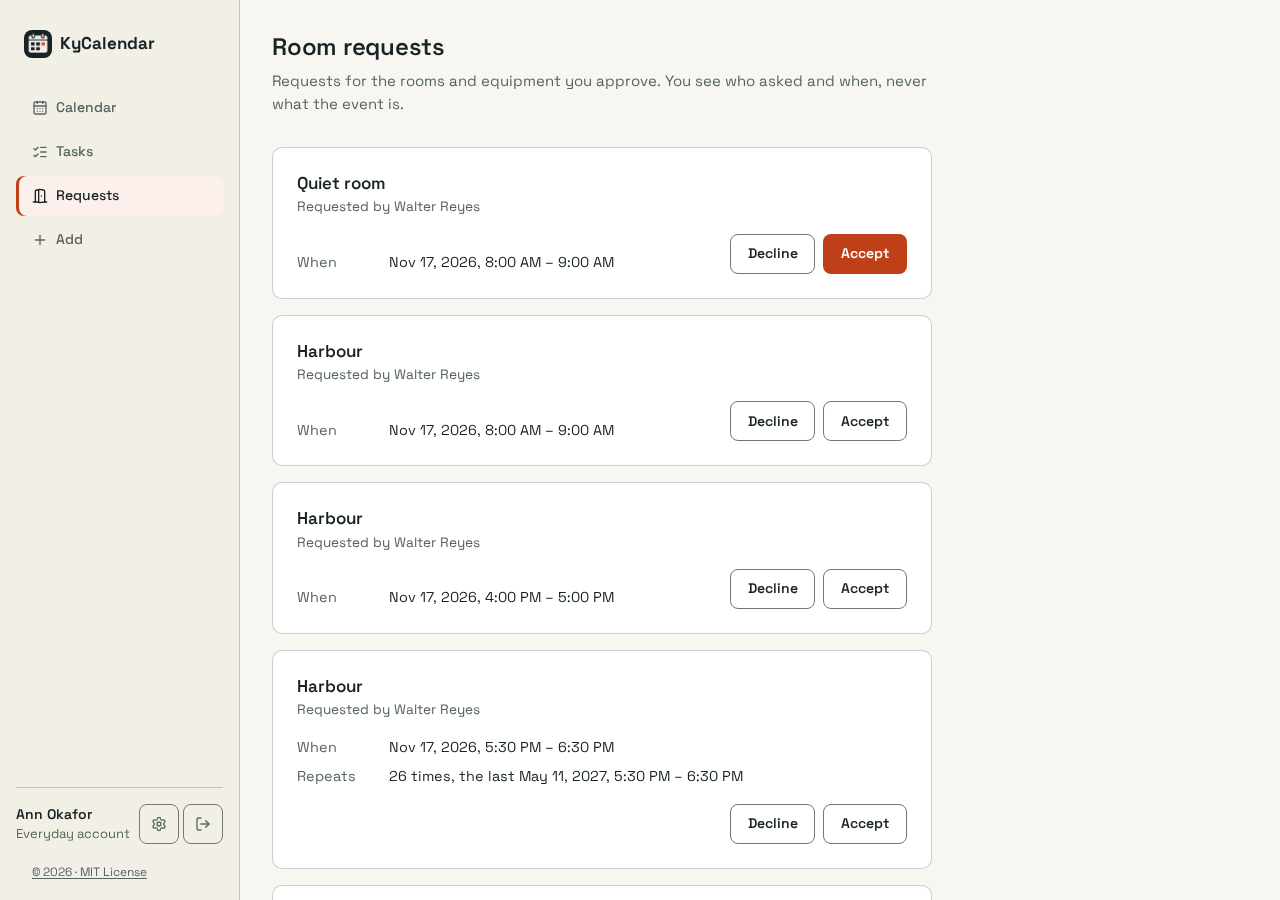 KyCalendar
Calendar
Tasks
Requests
Add
Ann Okafor
Everyday account
© 2026 · MIT License
Room requests
Requests for the rooms and equipment you approve. You see who asked and when, never
what the event is.
Quiet room
Requested by Walter Reyes
When Nov 17, 2026, 8:00 AM – 9:00 AM
Decline Accept
Harbour
Requested by Walter Reyes
When Nov 17, 2026, 8:00 AM – 9:00 AM
Decline Accept
Harbour
Requested by Walter Reyes
When Nov 17, 2026, 4:00 PM – 5:00 PM
Decline Accept
Harbour
Requested by Walter Reyes
When Nov 17, 2026, 5:30 PM – 6:30 PM
Repeats 26 times, the last May 11, 2027, 5:30 PM – 6:30 PM
Decline Accept